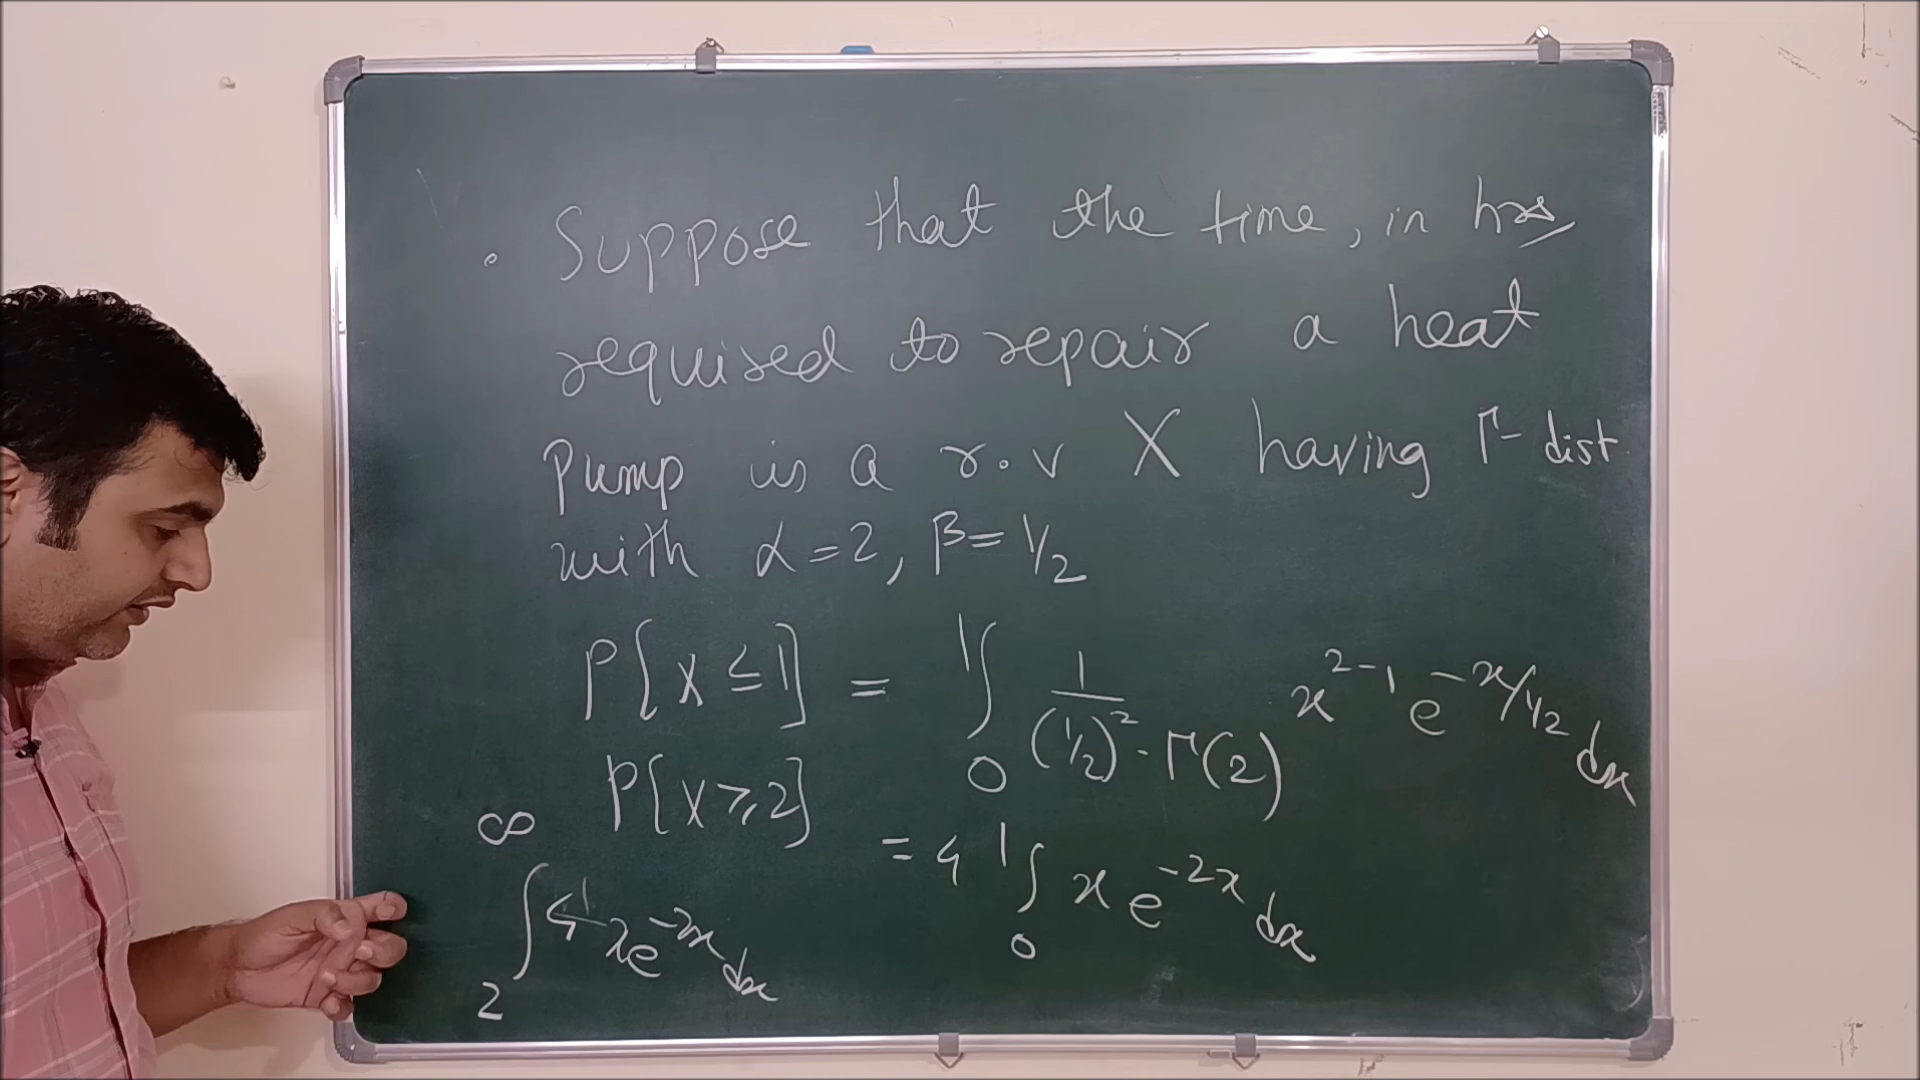 • Suppose that the time, in hrs,
required to repair a heat
pump is a r.v X having Γ- dist.
with α=2, β= 1/2
P[X ≤ 1] = ∫₀¹ 1/((1/2)² · Γ(2)) x²⁻¹ e^(-x/1/2) dx
P[X ≥ 2]
= 4 ∫₀¹ x e^(-2x) dx
∫₂^∞ 4 x e^(-2x) dx